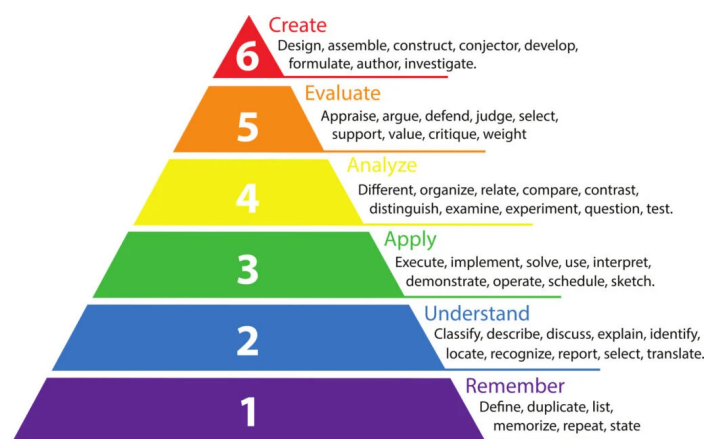 6
Create
Design, assemble, construct, conjector, develop,
formulate, author, investigate.
5
Evaluate
Appraise, argue, defend, judge, select,
support, value, critique, weight
4
Analyze
Different, organize, relate, compare, contrast,
distinguish, examine, experiment, question, test.
3
Apply
Execute, implement, solve, use, interpret,
demonstrate, operate, schedule, sketch.
2
Understand
Classify, describe, discuss, explain, identify,
locate, recognize, report, select, translate.
1
Remember
Define, duplicate, list,
memorize, repeat, state